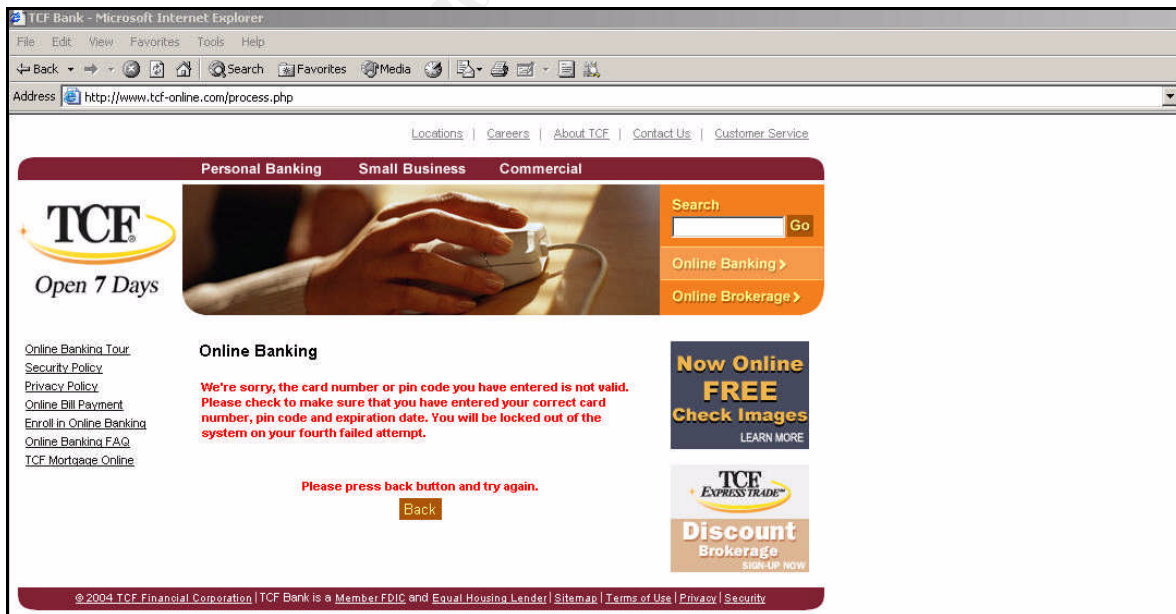 TCF Bank - Microsoft Internet Explorer
File Edit View Favorites Tools Help
Back Search Favorites Media
Address http://www.tcf-online.com/process.php
Locations | Careers | About TCF | Contact Us | Customer Service
Personal Banking Small Business Commercial
TCF®
Open 7 Days
Search
Go
Online Banking
Online Brokerage
Online Banking Tour
Security Policy
Privacy Policy
Online Bill Payment
Enroll in Online Banking
Online Banking FAQ
TCF Mortgage Online
Online Banking
We're sorry, the card number or pin code you have entered is not valid.
Please check to make sure that you have entered your correct card
number, pin code and expiration date. You will be locked out of the
system on your fourth failed attempt.
Please press back button and try again.
Back
Now Online
FREE
Check Images
LEARN MORE
TCF
EXPRESS TRADE℠
Discount
Brokerage
SIGN-UP NOW
© 2004 TCF Financial Corporation | TCF Bank is a Member FDIC and Equal Housing Lender | Sitemap | Terms of Use | Privacy | Security